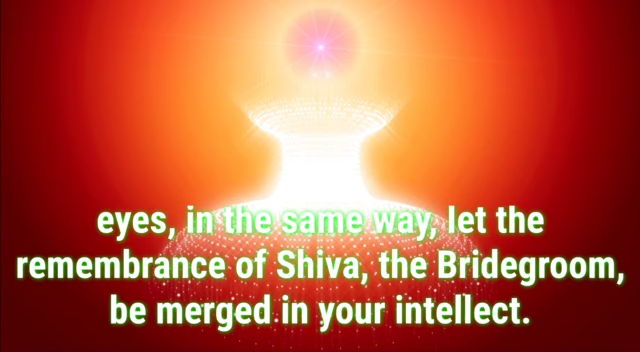 eyes, in the same way, let the
remembrance of Shiva, the Bridegroom,
be merged in your intellect.